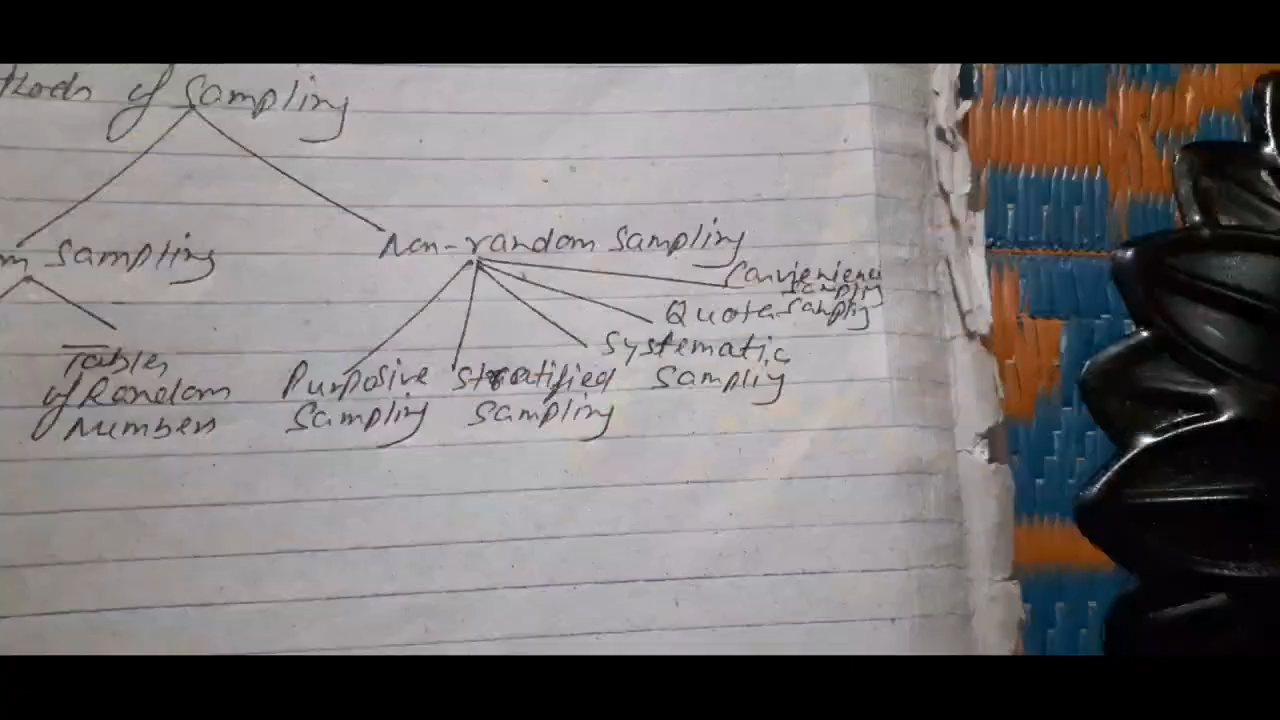 thods of Sampling
m Sampling
Non-random Sampling
Convenience
Sampling
Quota Sampling
Systematic
Sampling
Tables
of Random
Numbers
Purposive
Sampling
Stratified
Sampling